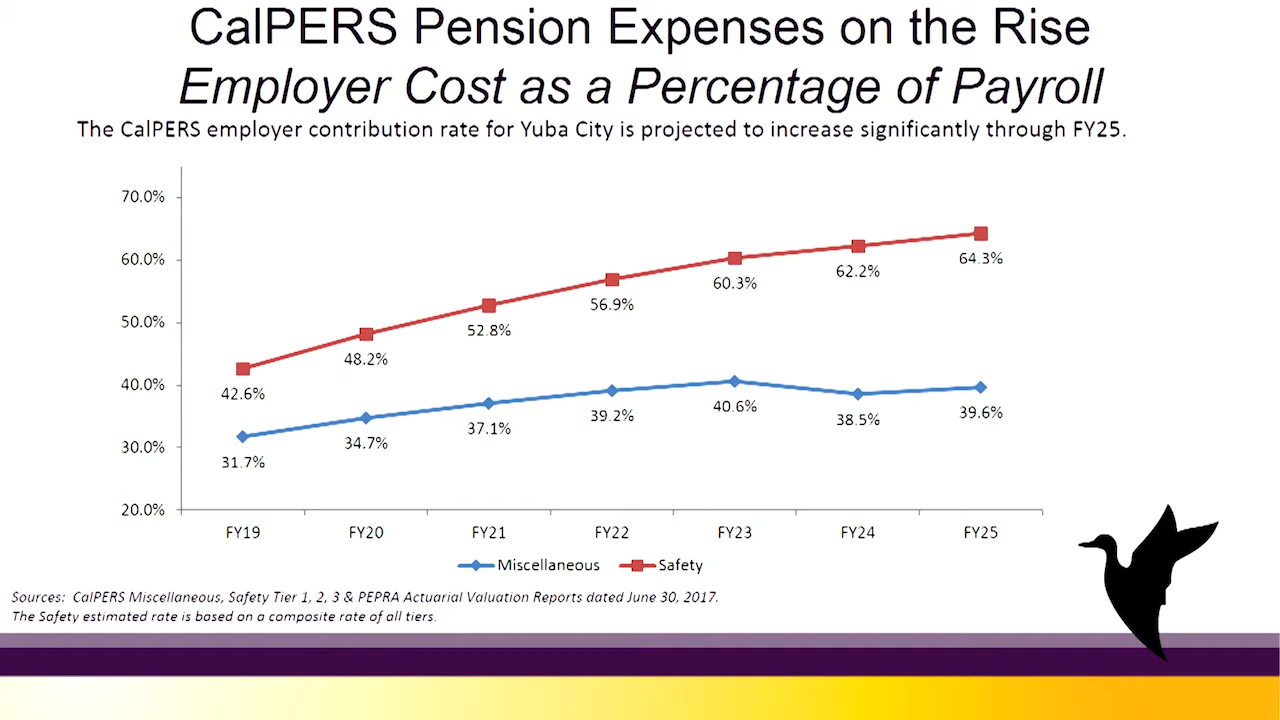 CalPERS Pension Expenses on the Rise
Employer Cost as a Percentage of Payroll
The CalPERS employer contribution rate for Yuba City is projected to increase significantly through FY25.
70.0%
60.0%
50.0%
40.0%
30.0%
20.0%
42.6%
48.2%
52.8%
56.9%
60.3%
62.2%
64.3%
31.7%
34.7%
37.1%
39.2%
40.6%
38.5%
39.6%
FY19 FY20 FY21 FY22 FY23 FY24 FY25
Miscellaneous Safety
Sources: CalPERS Miscellaneous, Safety Tier 1, 2, 3 & PEPRA Actuarial Valuation Reports dated June 30, 2017.
The Safety estimated rate is based on a composite rate of all tiers.